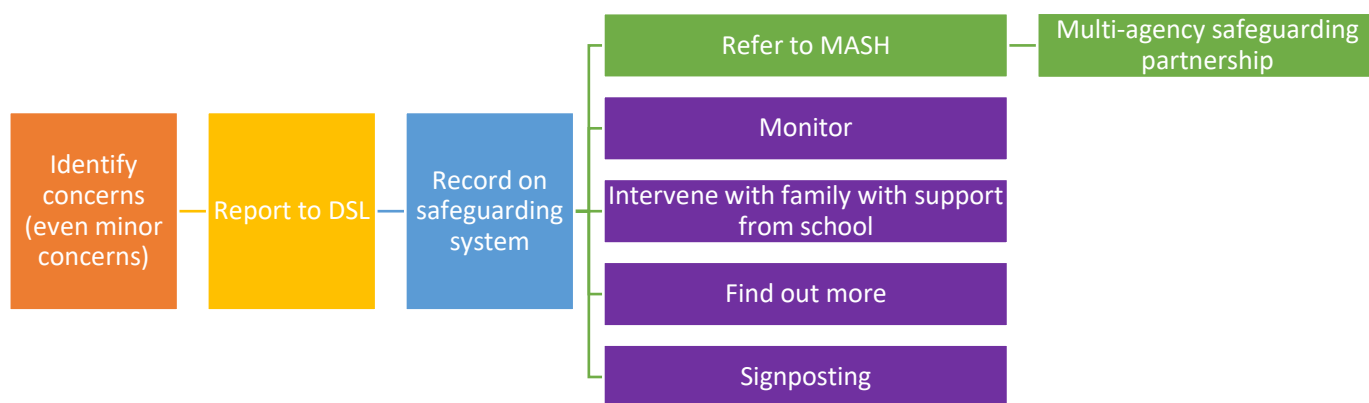 Identify
concerns
(even minor
concerns)
Report to DSL
Record on
safeguarding
system
Refer to MASH
Multi-agency safeguarding
partnership
Monitor
Intervene with family with support
from school
Find out more
Signposting